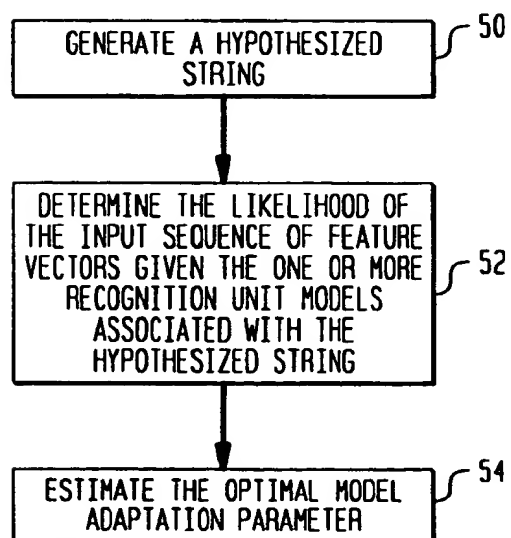 GENERATE A HYPOTHESIZED
STRING
50
DETERMINE THE LIKELIHOOD OF
THE INPUT SEQUENCE OF FEATURE
VECTORS GIVEN THE ONE OR MORE
RECOGNITION UNIT MODELS
ASSOCIATED WITH THE
HYPOTHESIZED STRING
52
ESTIMATE THE OPTIMAL MODEL
ADAPTATION PARAMETER
54